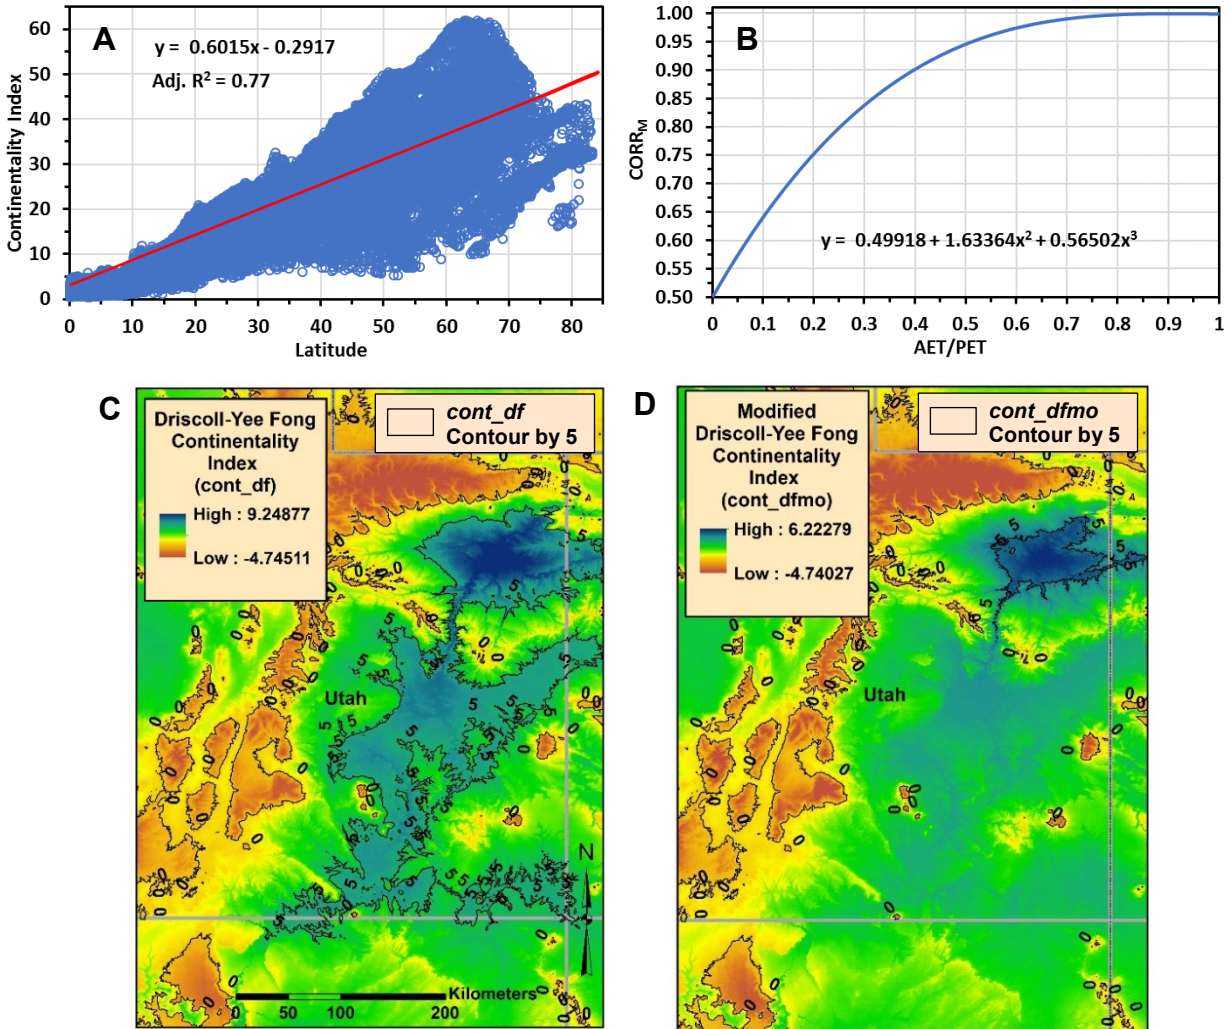 A
y = 0.6015x - 0.2917
Adj. R² = 0.77
Continentality Index
60
50
40
30
20
10
0
0 10 20 30 40 50 60 70 80
Latitude
B
CORR_M
1.00
0.95
0.90
0.85
0.80
0.75
0.70
0.65
0.60
0.55
0.50
y = 0.49918 + 1.63364x² + 0.56502x³
0 0.1 0.2 0.3 0.4 0.5 0.6 0.7 0.8 0.9 1
AET/PET
C
Driscoll-Yee Fong
Continentality
Index
(cont_df)
High : 9.24877
Low : -4.74511
cont_df
Contour by 5
Utah
N
Kilometers
0 50 100 200
D
Modified
Driscoll-Yee Fong
Continentality
Index
(cont_dfmo)
High : 6.22279
Low : -4.74027
cont_dfmo
Contour by 5
Utah